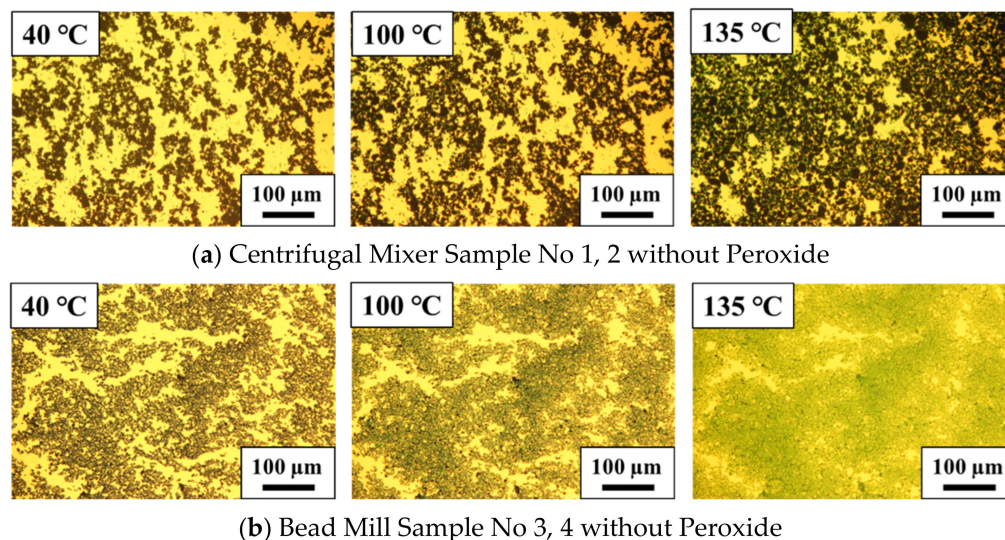 40 °C
100 °C
135 °C
100 μm
100 μm
100 μm
(a) Centrifugal Mixer Sample No 1, 2 without Peroxide
40 °C
100 °C
135 °C
100 μm
100 μm
100 μm
(b) Bead Mill Sample No 3, 4 without Peroxide